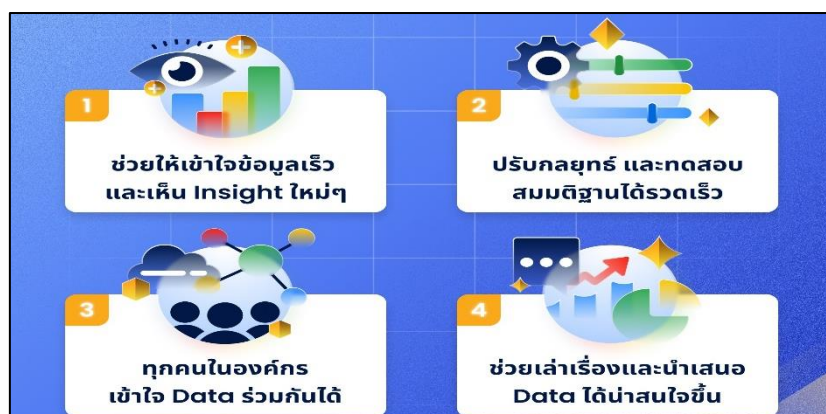 1
ช่วยให้เข้าใจข้อมูลเร็ว
และเห็น Insight ใหม่ๆ
2
ปรับกลยุทธ์ และทดสอบ
สมมติฐานได้รวดเร็ว
3
ทุกคนในองค์กร
เข้าใจ Data ร่วมกันได้
4
ช่วยเล่าเรื่องและนำเสนอ
Data ได้น่าสนใจขึ้น